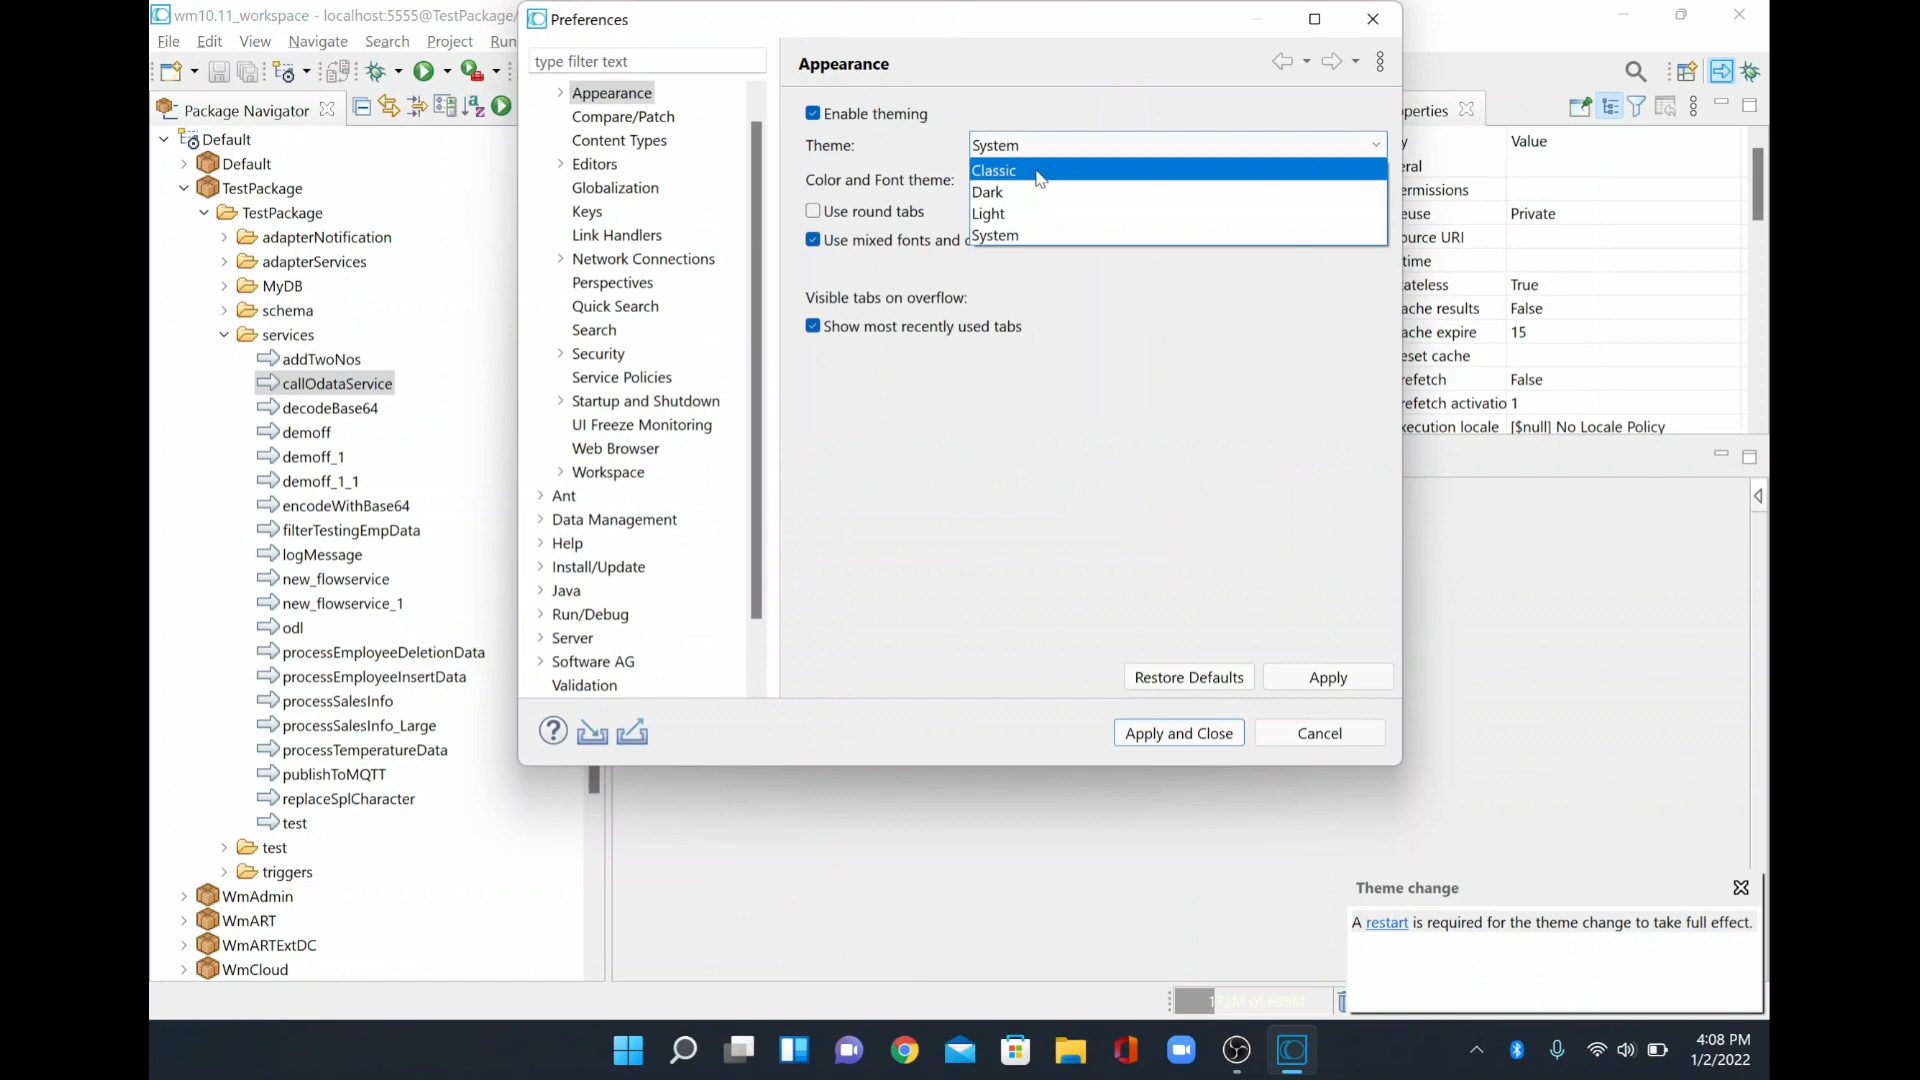 wm10.11_workspace - localhost:5555@TestPackage/
File Edit View Navigate Search Project Run
Package Navigator
Default
Default
TestPackage
TestPackage
adapterNotification
adapterServices
MyDB
schema
services
addTwoNos
callOdataService
decodeBase64
demoff
demoff_1
demoff_1_1
encodeWithBase64
filterTestingEmpData
logMessage
new_flowservice
new_flowservice_1
odl
processEmployeeDeletionData
processEmployeeInsertData
processSalesInfo
processSalesInfo_Large
processTemperatureData
publishToMQTT
replaceSplCharacter
test
test
triggers
WmAdmin
WmART
WmARTExtDC
WmCloud
Preferences
type filter text
Appearance
Compare/Patch
Content Types
Editors
Globalization
Keys
Link Handlers
Network Connections
Perspectives
Quick Search
Search
Security
Service Policies
Startup and Shutdown
UI Freeze Monitoring
Web Browser
Workspace
Ant
Data Management
Help
Install/Update
Java
Run/Debug
Server
Software AG
Validation
Appearance
Enable theming
Theme: System
Classic
Dark
Light
System
Color and Font theme:
Use round tabs
Use mixed fonts and c
Visible tabs on overflow:
Show most recently used tabs
Restore Defaults Apply
Apply and Close Cancel
operties
y Value
eral
ermissions
euse Private
ource URI
time
tateless True
ache results False
ache expire 15
eset cache
refetch False
refetch activatio 1
xecution locale [$null] No Locale Policy
Theme change
A restart is required for the theme change to take full effect.
172M of 698M
4:08 PM
1/2/2022